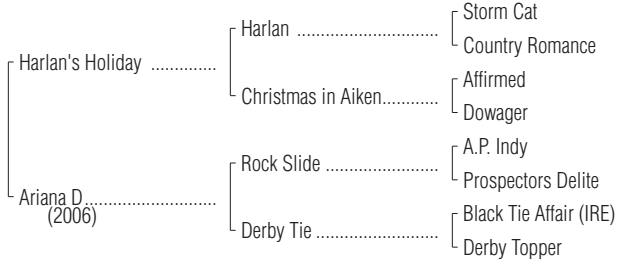 Storm Cat
Harlan ..................................
Country Romance
Harlan's Holiday ...............
Affirmed
Christmas in Aiken.............
Dowager
A.P. Indy
Rock Slide ...........................
Prospectors Delite
Ariana D...............................
(2006)
Black Tie Affair (IRE)
Derby Tie .............................
Derby Topper